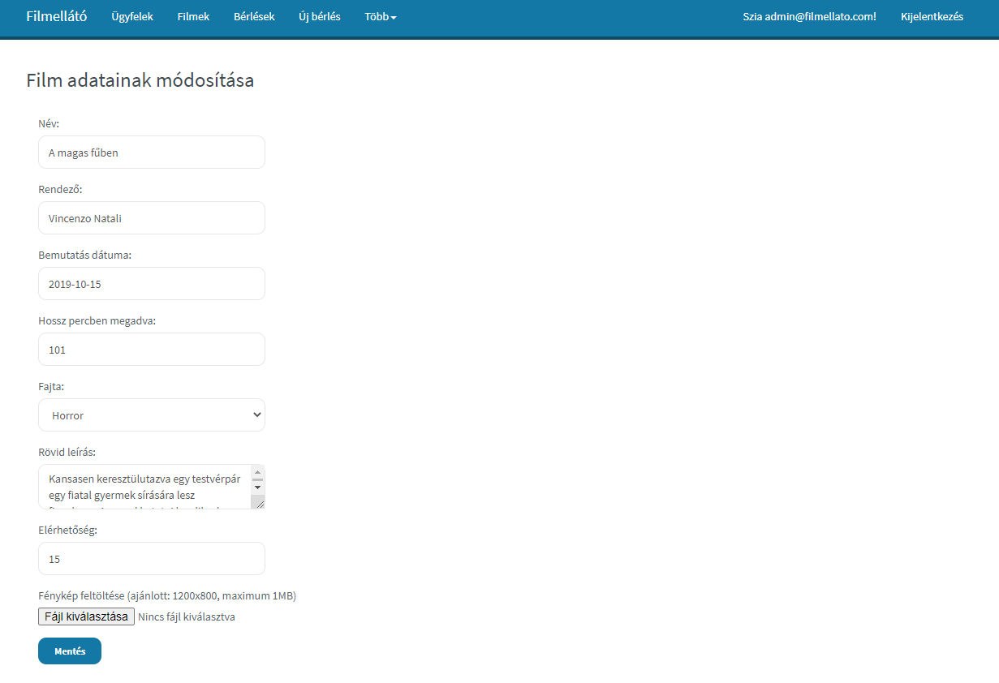 Filmellátó Ügyfelek Filmek Bérlések Új bérlés Több Szia admin@filmellato.com! Kijelentkezés
Film adatainak módosítása
Név:
A magas fűben
Rendező:
Vincenzo Natali
Bemutatás dátuma:
2019-10-15
Hossz percben megadva:
101
Fajta:
Horror
Rövid leírás:
Kansasen keresztülutazva egy testvérpár
egy fiatal gyermek sírására lesz
Elérhetőség:
15
Fénykép feltöltése (ajánlott: 1200x800, maximum 1MB)
Fájl kiválasztása Nincs fájl kiválasztva
Mentés